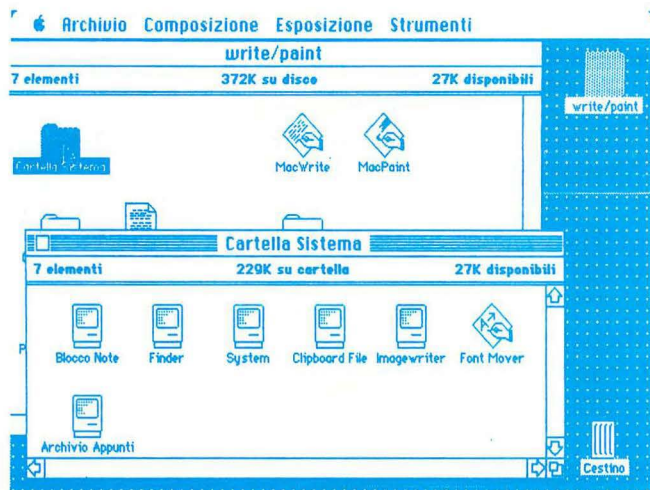 Archivio Composizione Esposizione Strumenti
write/paint
7 elementi 372K su disco 27K disponibili
write/paint
Cartella Sistema
MacWrite MacPaint
Cartella Sistema
7 elementi 229K su cartella 27K disponibili
P
Blocco Note Finder System Clipboard File Imagewriter Font Mover
Archivio Appunti
Cestino